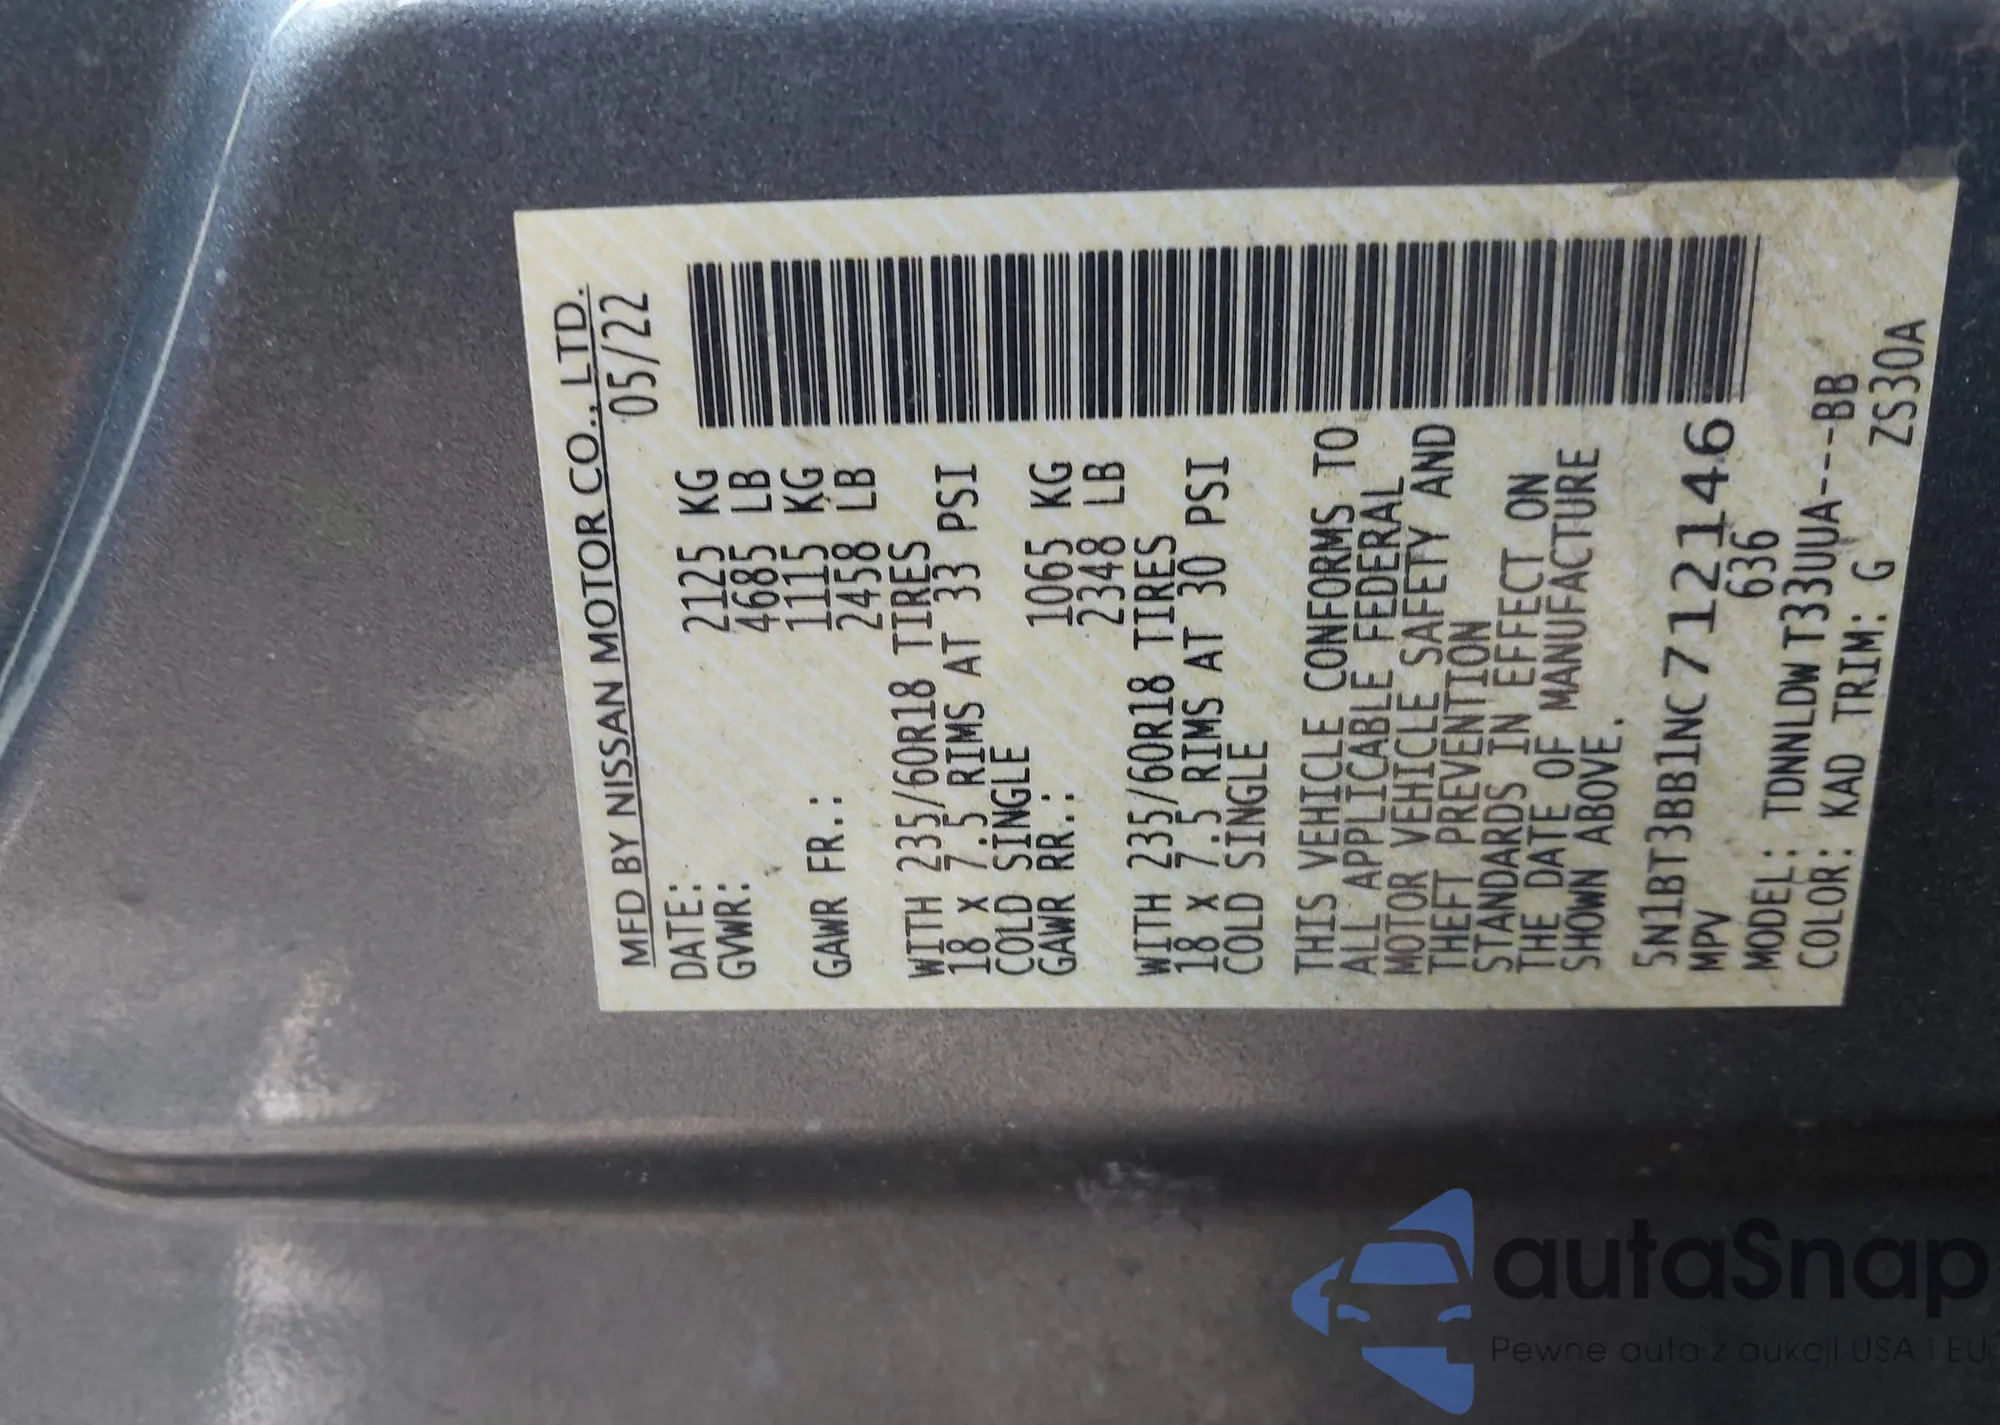 MFD BY NISSAN MOTOR CO., LTD.
DATE: 05/22
GVWR: 2125 KG
4685 LB
1115 KG
GAWR FR.: 2458 LB
WITH 235/60R18 TIRES
18 x 7.5 RIMS AT 33 PSI
COLD SINGLE
GAWR RR.: 1065 KG
2348 LB
WITH 235/60R18 TIRES
18 x 7.5 RIMS AT 30 PSI
COLD SINGLE
THIS VEHICLE CONFORMS TO
ALL APPLICABLE FEDERAL
MOTOR VEHICLE SAFETY AND
THEFT PREVENTION
STANDARDS IN EFFECT ON
THE DATE OF MANUFACTURE
SHOWN ABOVE.
5N1BT3BB1NC712146
MPV 636
MODEL: TDNNLDW T33UUA---BB
COLOR: KAD TRIM: G ZS30A
autaSnap
Pewne auta z aukcji USA i EU